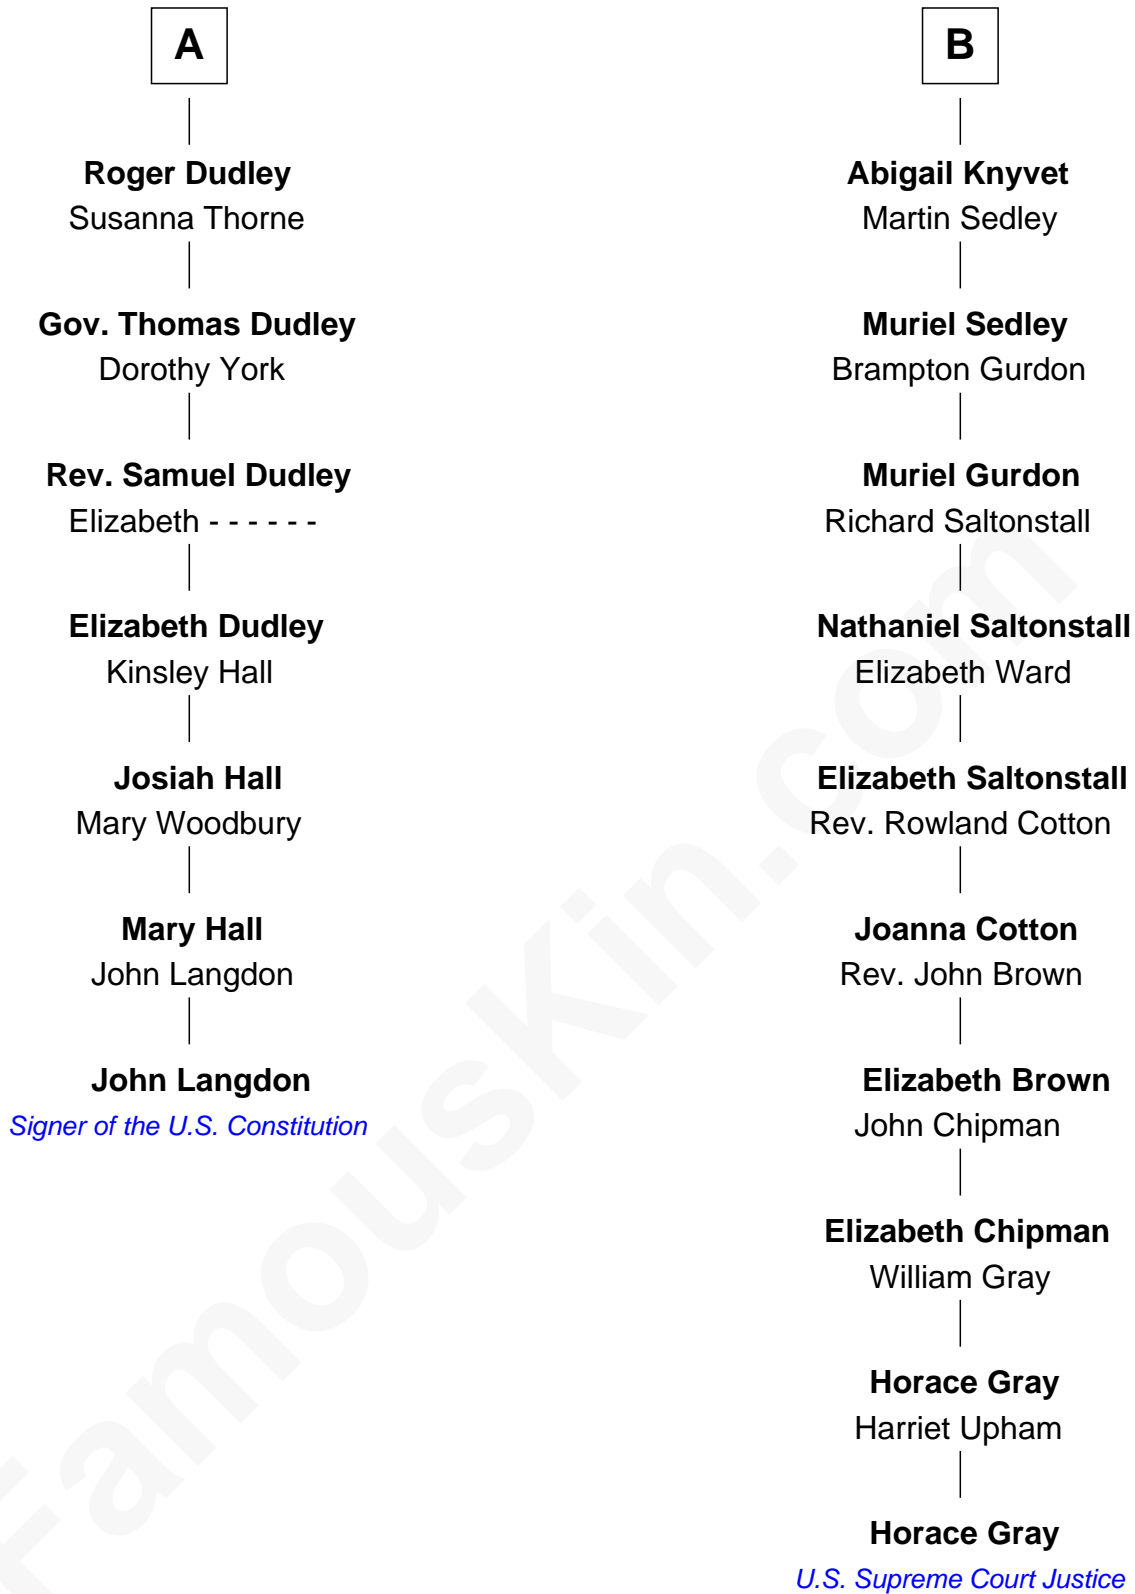 A
Roger Dudley
Susanna Thorne
Gov. Thomas Dudley
Dorothy York
Rev. Samuel Dudley
Elizabeth - - - - - -
Elizabeth Dudley
Kinsley Hall
Josiah Hall
Mary Woodbury
Mary Hall
John Langdon
John Langdon
Signer of the U.S. Constitution
B
Abigail Knyvet
Martin Sedley
Muriel Sedley
Brampton Gurdon
Muriel Gurdon
Richard Saltonstall
Nathaniel Saltonstall
Elizabeth Ward
Elizabeth Saltonstall
Rev. Rowland Cotton
Joanna Cotton
Rev. John Brown
Elizabeth Brown
John Chipman
Elizabeth Chipman
William Gray
Horace Gray
Harriet Upham
Horace Gray
U.S. Supreme Court Justice
FamousKin.com